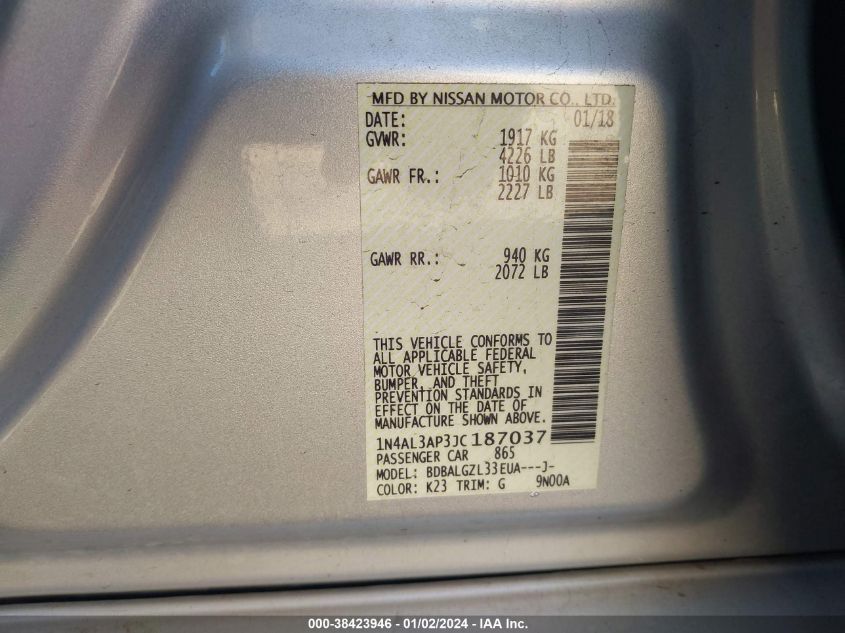 MFD BY NISSAN MOTOR CO., LTD.
DATE: 01/18
GVWR: 1917 KG
4226 LB
GAWR FR.: 1010 KG
2227 LB
GAWR RR.: 940 KG
2072 LB
THIS VEHICLE CONFORMS TO
ALL APPLICABLE FEDERAL
MOTOR VEHICLE SAFETY,
BUMPER, AND THEFT
PREVENTION STANDARDS IN
EFFECT ON THE DATE OF
MANUFACTURE SHOWN ABOVE.
1N4AL3AP3JC187037
PASSENGER CAR 865
MODEL: BDBALGZL33EUA---J-
COLOR: K23 TRIM: G 9N00A
000-38423946 - 01/02/2024 - IAA Inc.